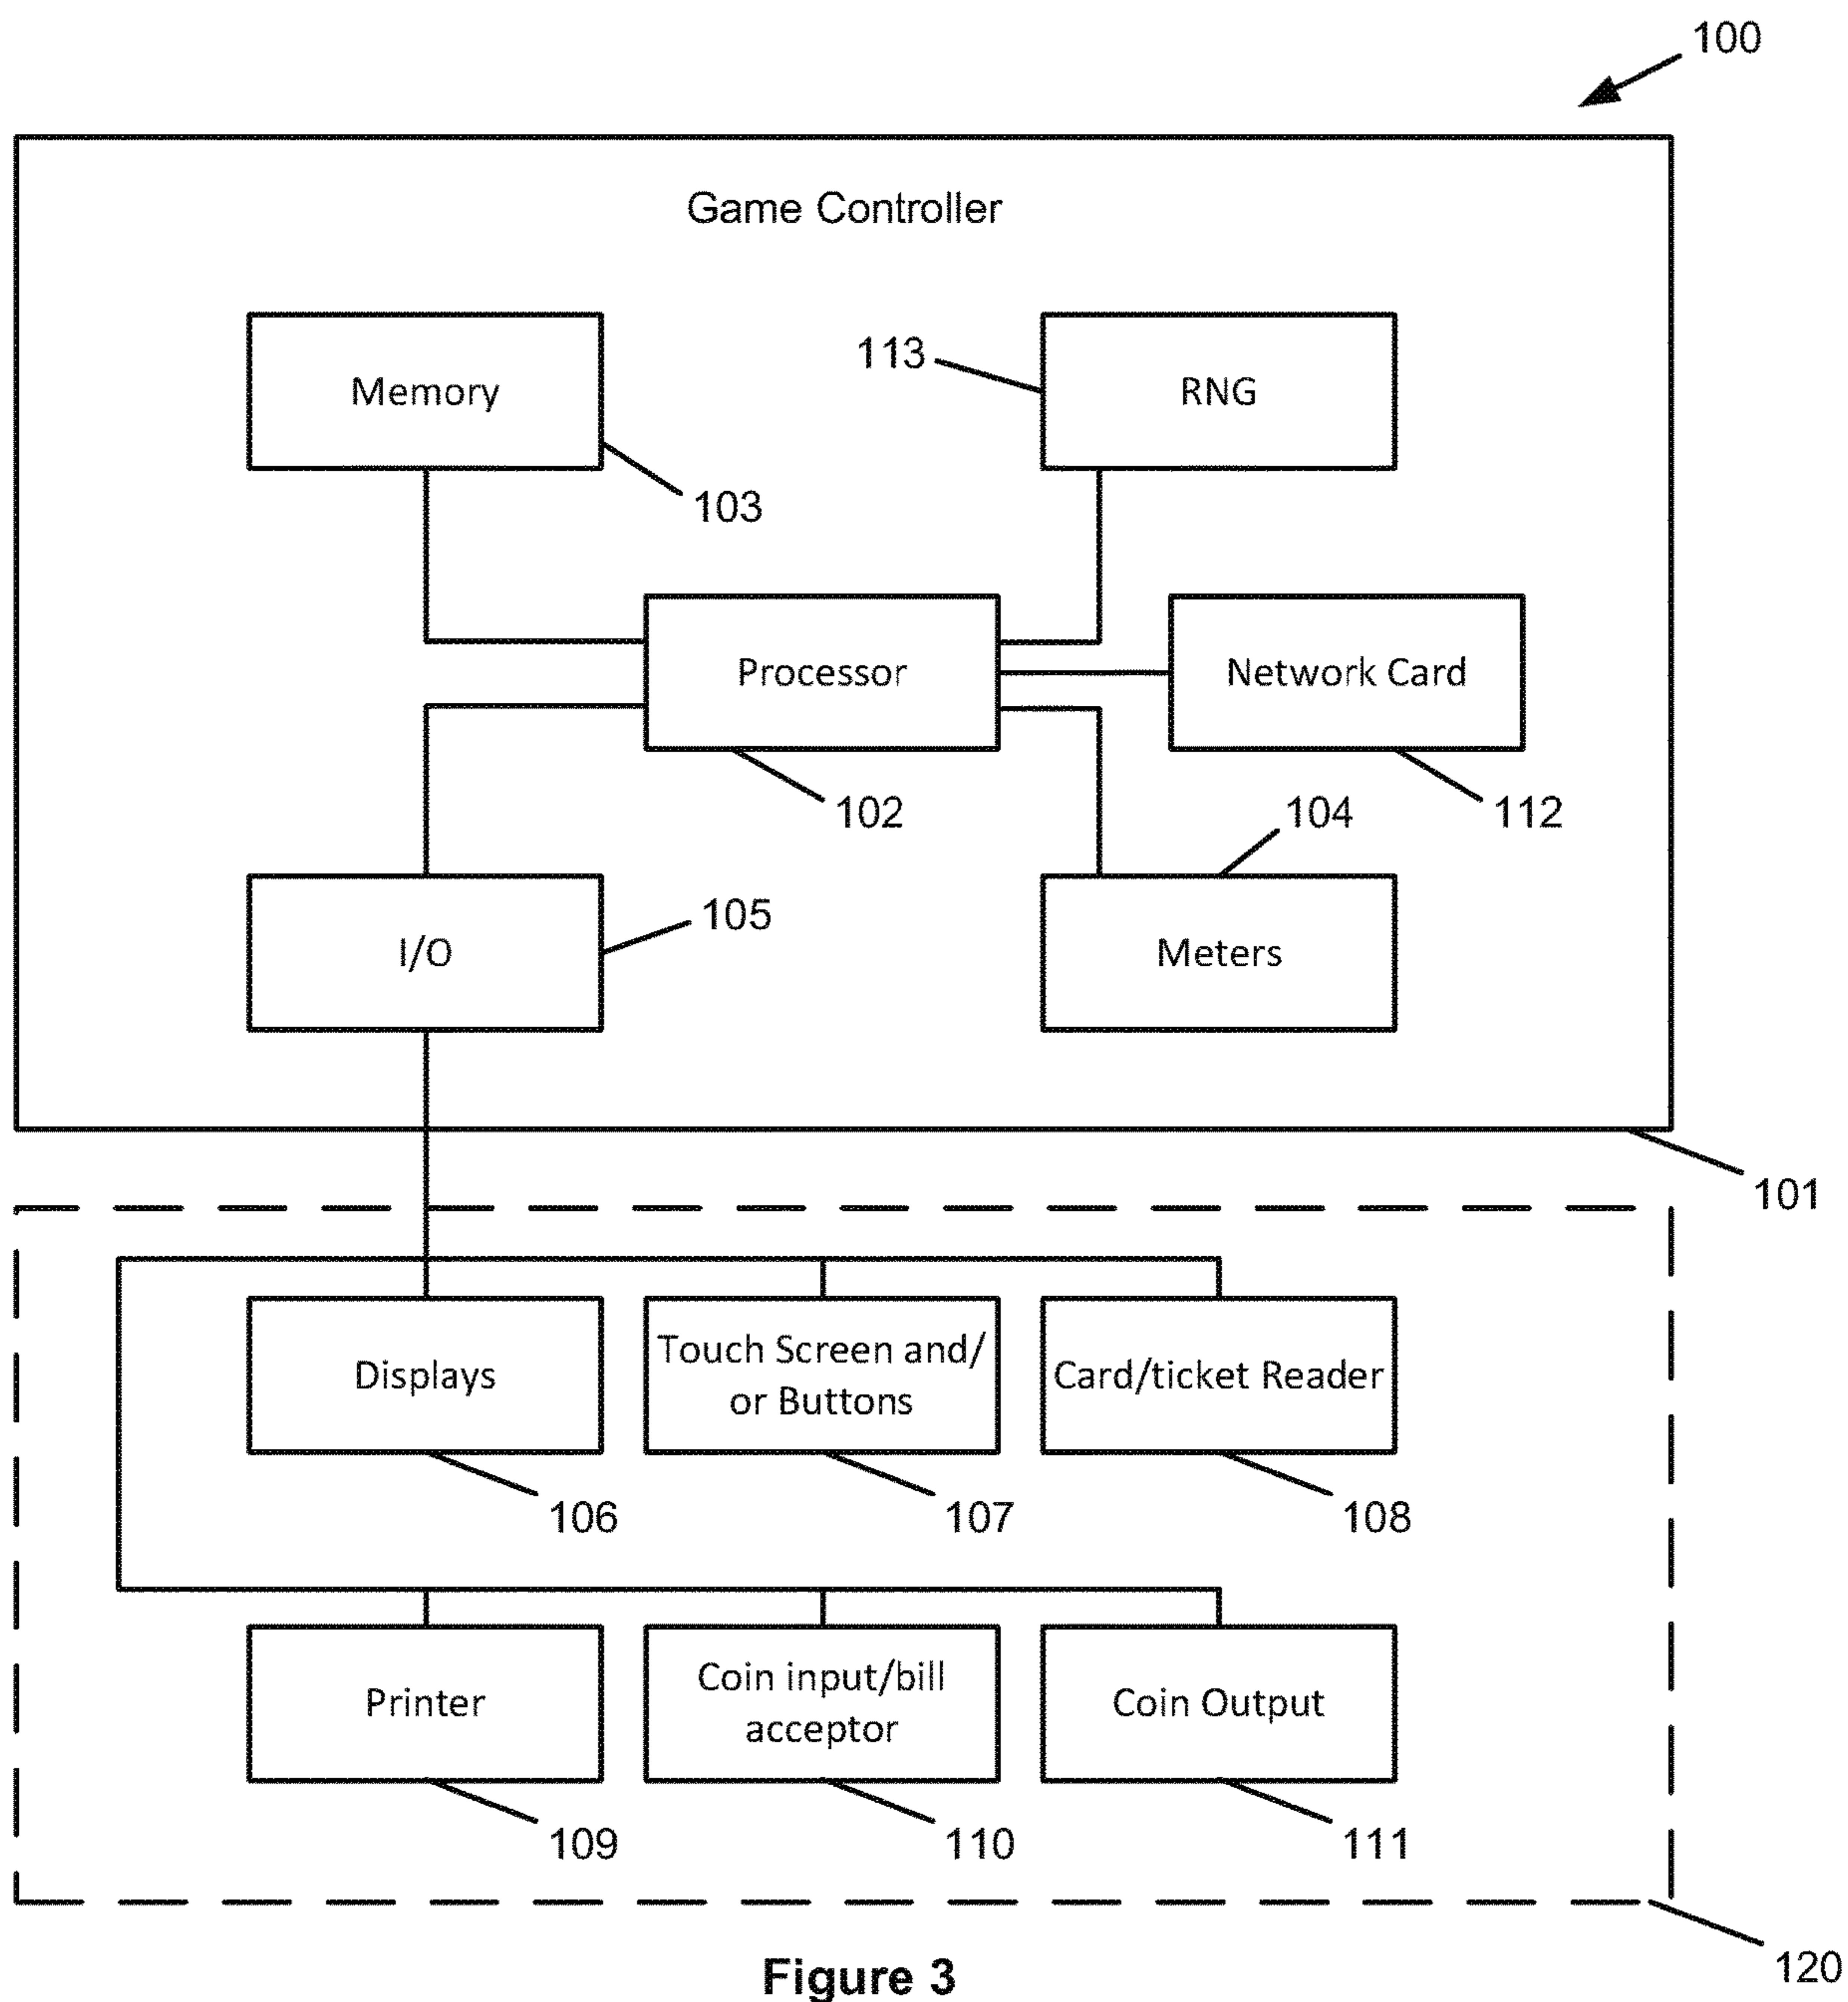 100
Game Controller
Memory
113
RNG
103
Processor
Network Card
102
104
112
I/O
105
Meters
101
Displays
Touch Screen and/
or Buttons
Card/ticket Reader
106
107
108
Printer
Coin input/bill
acceptor
Coin Output
109
110
111
120
Figure 3